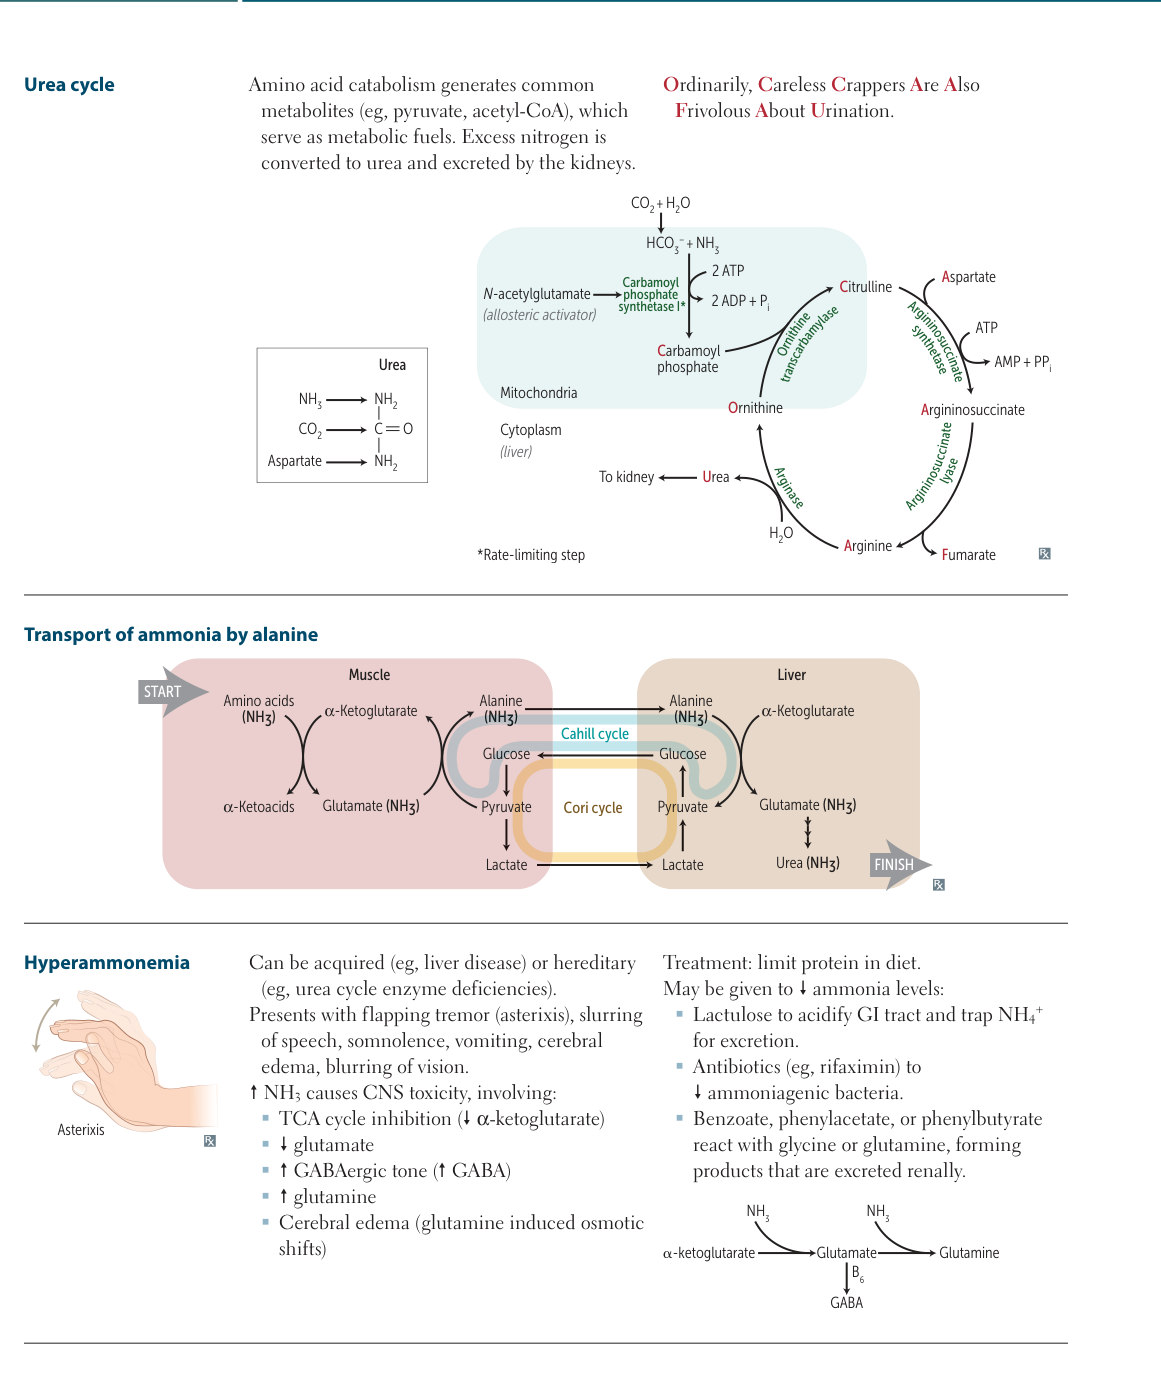 Urea cycle
Amino acid catabolism generates common
metabolites (eg, pyruvate, acetyl-CoA), which
serve as metabolic fuels. Excess nitrogen is
converted to urea and excreted by the kidneys.
Ordinarily, Careless Crappers Are Also
Frivolous About Urination.
CO₂ + H₂O
HCO₃⁻ + NH₃
2 ATP
N-acetylglutamate
(allosteric activator)
Carbamoyl
phosphate
synthetase I*
2 ADP + Pᵢ
Carbamoyl
phosphate
Ornithine
transcarbamylase
Citrulline
Aspartate
Argininosuccinate
synthetase
ATP
AMP + PPᵢ
Mitochondria
Ornithine
Argininosuccinate
Cytoplasm
(liver)
To kidney
Urea
Arginase
Argininosuccinate
lyase
H₂O
Arginine
Fumarate
*Rate-limiting step
Rx
Urea
NH₃
NH₂
CO₂
C=O
Aspartate
NH₂
Transport of ammonia by alanine
START
Muscle
Liver
Amino acids
(NH₃)
α-Ketoglutarate
Alanine
(NH₃)
Alanine
(NH₃)
α-Ketoglutarate
Cahill cycle
Glucose
Glucose
α-Ketoacids
Glutamate (NH₃)
Pyruvate
Cori cycle
Pyruvate
Glutamate (NH₃)
Lactate
Lactate
Urea (NH₃)
FINISH
Rx
Hyperammonemia
Asterixis
Rx
Can be acquired (eg, liver disease) or hereditary
(eg, urea cycle enzyme deficiencies).
Presents with flapping tremor (asterixis), slurring
of speech, somnolence, vomiting, cerebral
edema, blurring of vision.
↑ NH₃ causes CNS toxicity, involving:
▪ TCA cycle inhibition (↓ α-ketoglutarate)
▪ ↓ glutamate
▪ ↑ GABAergic tone (↑ GABA)
▪ ↑ glutamine
▪ Cerebral edema (glutamine induced osmotic
shifts)
Treatment: limit protein in diet.
May be given to ↓ ammonia levels:
▪ Lactulose to acidify GI tract and trap NH₄⁺
for excretion.
▪ Antibiotics (eg, rifaximin) to
↓ ammoniagenic bacteria.
▪ Benzoate, phenylacetate, or phenylbutyrate
react with glycine or glutamine, forming
products that are excreted renally.
NH₃
NH₃
α-ketoglutarate
Glutamate
Glutamine
B₆
GABA